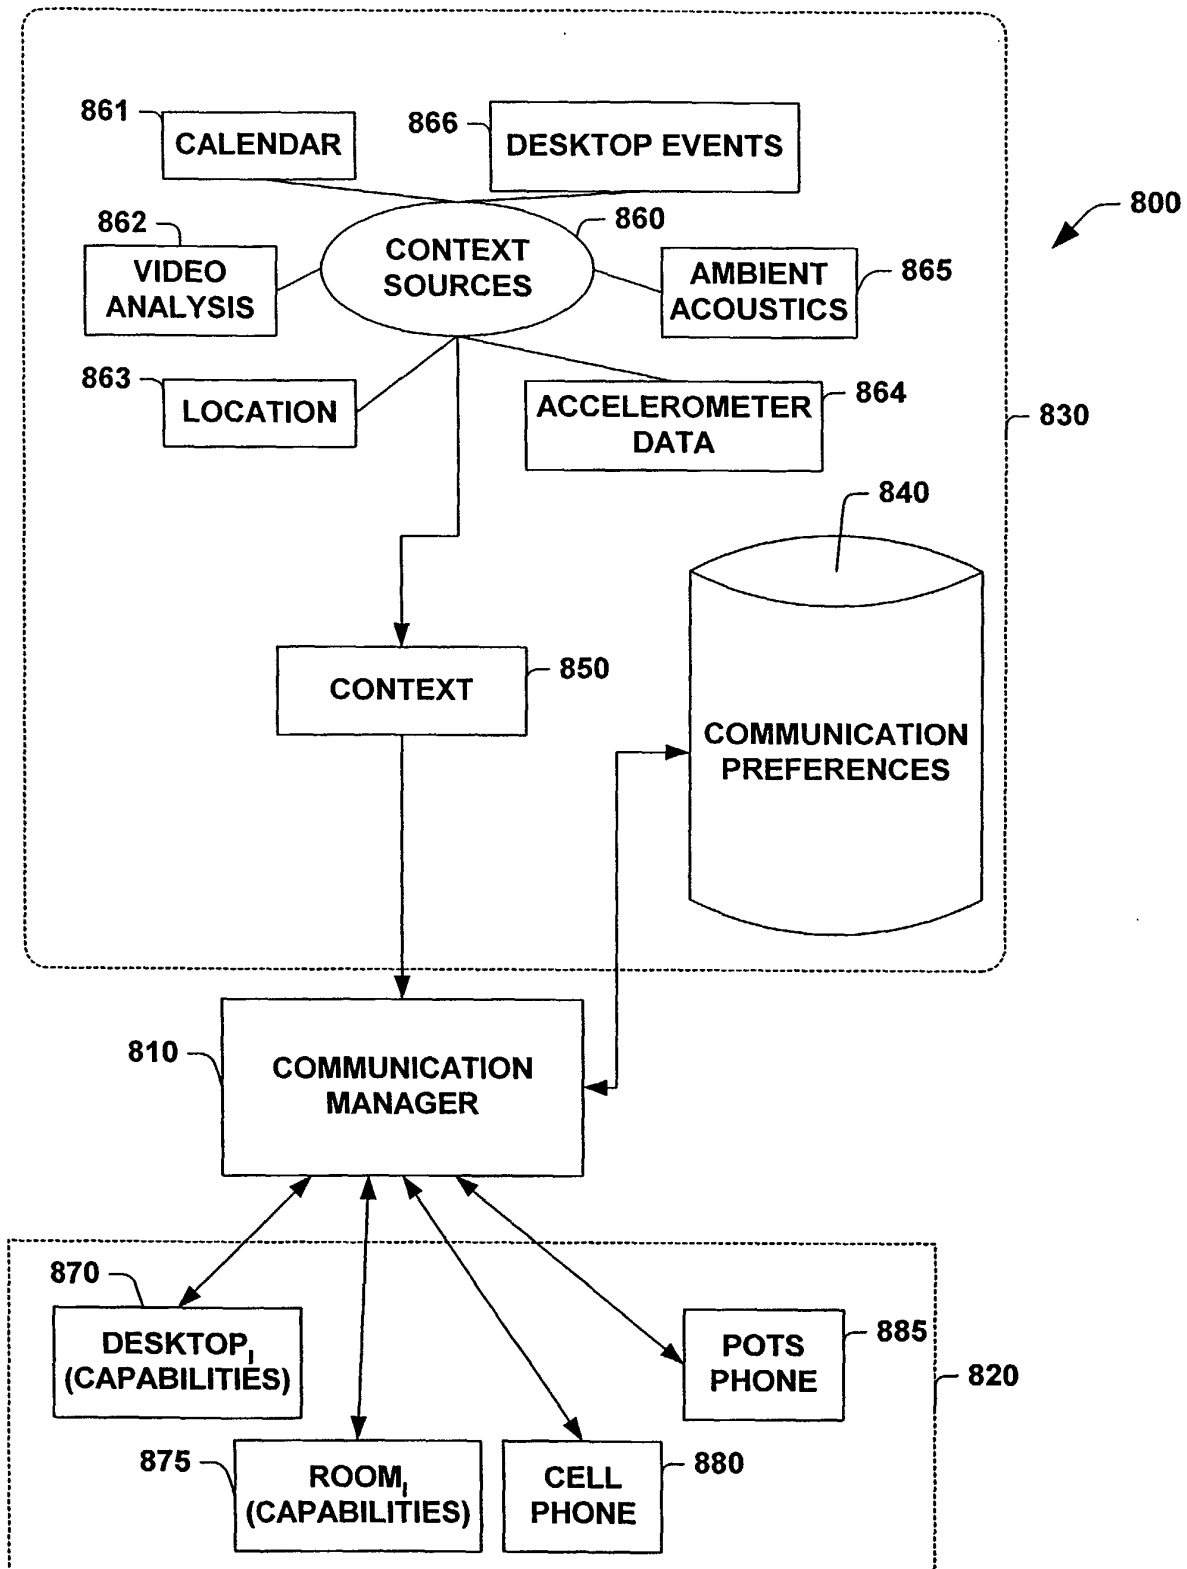 861
CALENDAR
866
DESKTOP EVENTS
800
862
VIDEO
ANALYSIS
860
CONTEXT
SOURCES
AMBIENT
ACOUSTICS
865
863
LOCATION
ACCELEROMETER
DATA
864
830
840
CONTEXT
850
COMMUNICATION
PREFERENCES
810
COMMUNICATION
MANAGER
870
DESKTOP I
(CAPABILITIES)
POTS
PHONE
885
820
875
ROOM I
(CAPABILITIES)
CELL
PHONE
880